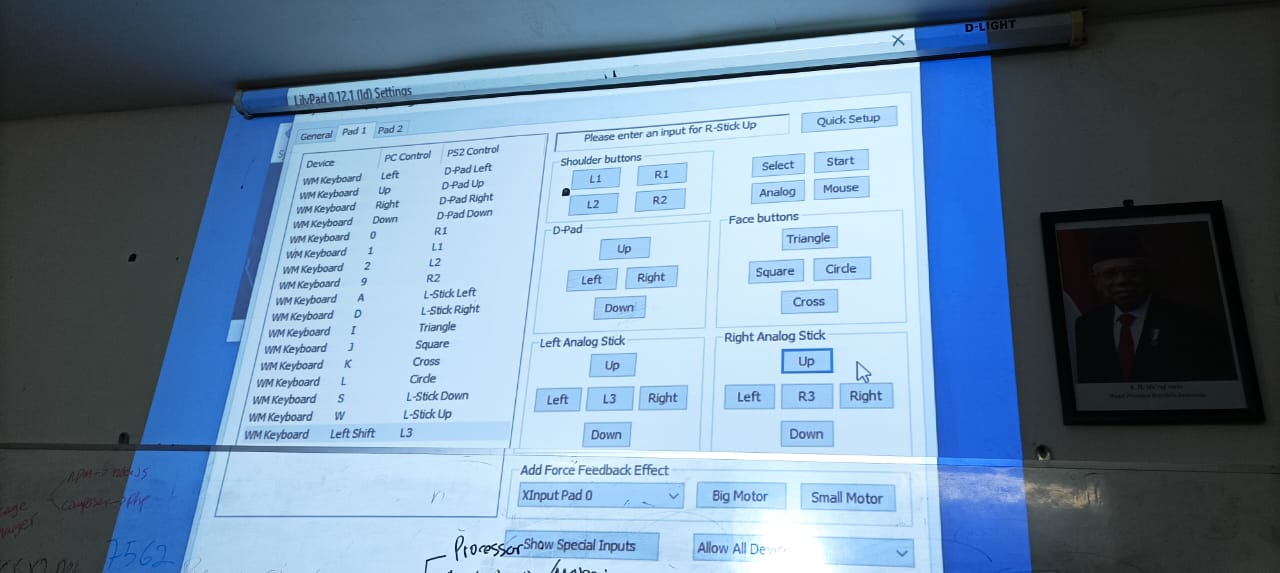 D-LIGHT
LilyPad 0.12.1 (ld) Settings
General Pad 1 Pad 2
Device PC Control PS2 Control
WM Keyboard Left D-Pad Left
WM Keyboard Up D-Pad Up
WM Keyboard Right D-Pad Right
WM Keyboard Down D-Pad Down
WM Keyboard 0 R1
WM Keyboard 1 L1
WM Keyboard 2 L2
WM Keyboard 9 R2
WM Keyboard A L-Stick Left
WM Keyboard D L-Stick Right
WM Keyboard I Triangle
WM Keyboard J Square
WM Keyboard K Cross
WM Keyboard L Circle
WM Keyboard S L-Stick Down
WM Keyboard W L-Stick Up
WM Keyboard Left Shift L3
Please enter an input for R-Stick Up
Quick Setup
Shoulder buttons
L1 R1
L2 R2
Select Start
Analog Mouse
D-Pad
Up
Left Right
Down
Face buttons
Triangle
Square Circle
Cross
Left Analog Stick
Up
Left L3 Right
Down
Right Analog Stick
Up
Left R3 Right
Down
Add Force Feedback Effect
XInput Pad 0 Big Motor Small Motor
Show Special Inputs Allow All
Processor
7562